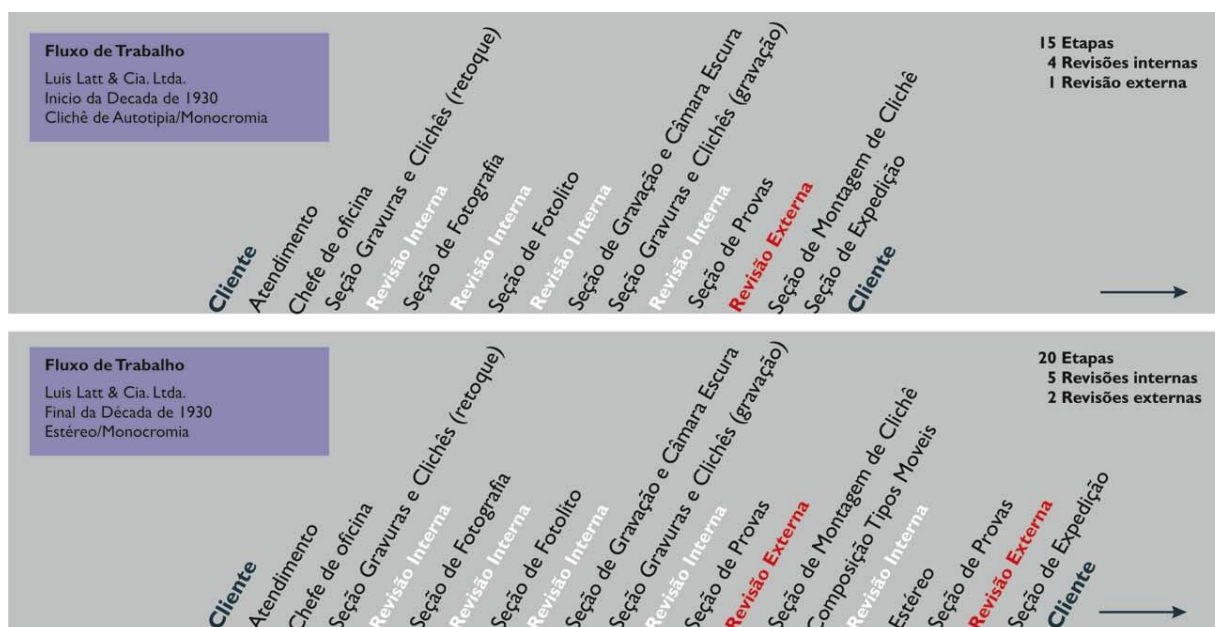 Fluxo de Trabalho
Luis Latt & Cia. Ltda.
Inicio da Decada de 1930
Clichê de Autotipia/Monocromia
15 Etapas
4 Revisões internas
1 Revisão externa
Cliente
Atendimento
Chefe de oficina
Seção Gravuras e Clichês (retoque)
Revisão Interna
Seção de Fotografia
Revisão Interna
Seção de Fotolito
Revisão Interna
Seção de Gravação e Câmara Escura
Seção Gravuras e Clichês (gravação)
Revisão Interna
Seção de Provas
Revisão Externa
Seção de Montagem de Clichê
Seção de Expedição
Cliente
Fluxo de Trabalho
Luis Latt & Cia. Ltda.
Final da Década de 1930
Estéreo/Monocromia
20 Etapas
5 Revisões internas
2 Revisões externas
Cliente
Atendimento
Chefe de oficina
Seção Gravuras e Clichês (retoque)
Revisão Interna
Seção de Fotografia
Revisão Interna
Seção de Fotolito
Revisão Interna
Seção de Gravação e Câmara Escura
Seção Gravuras e Clichês (gravação)
Revisão Interna
Seção de Provas
Revisão Externa
Seção de Montagem de Clichê
Composição Tipos Moveis
Revisão Interna
Estéreo
Seção de Provas
Revisão Externa
Seção de Expedição
Cliente